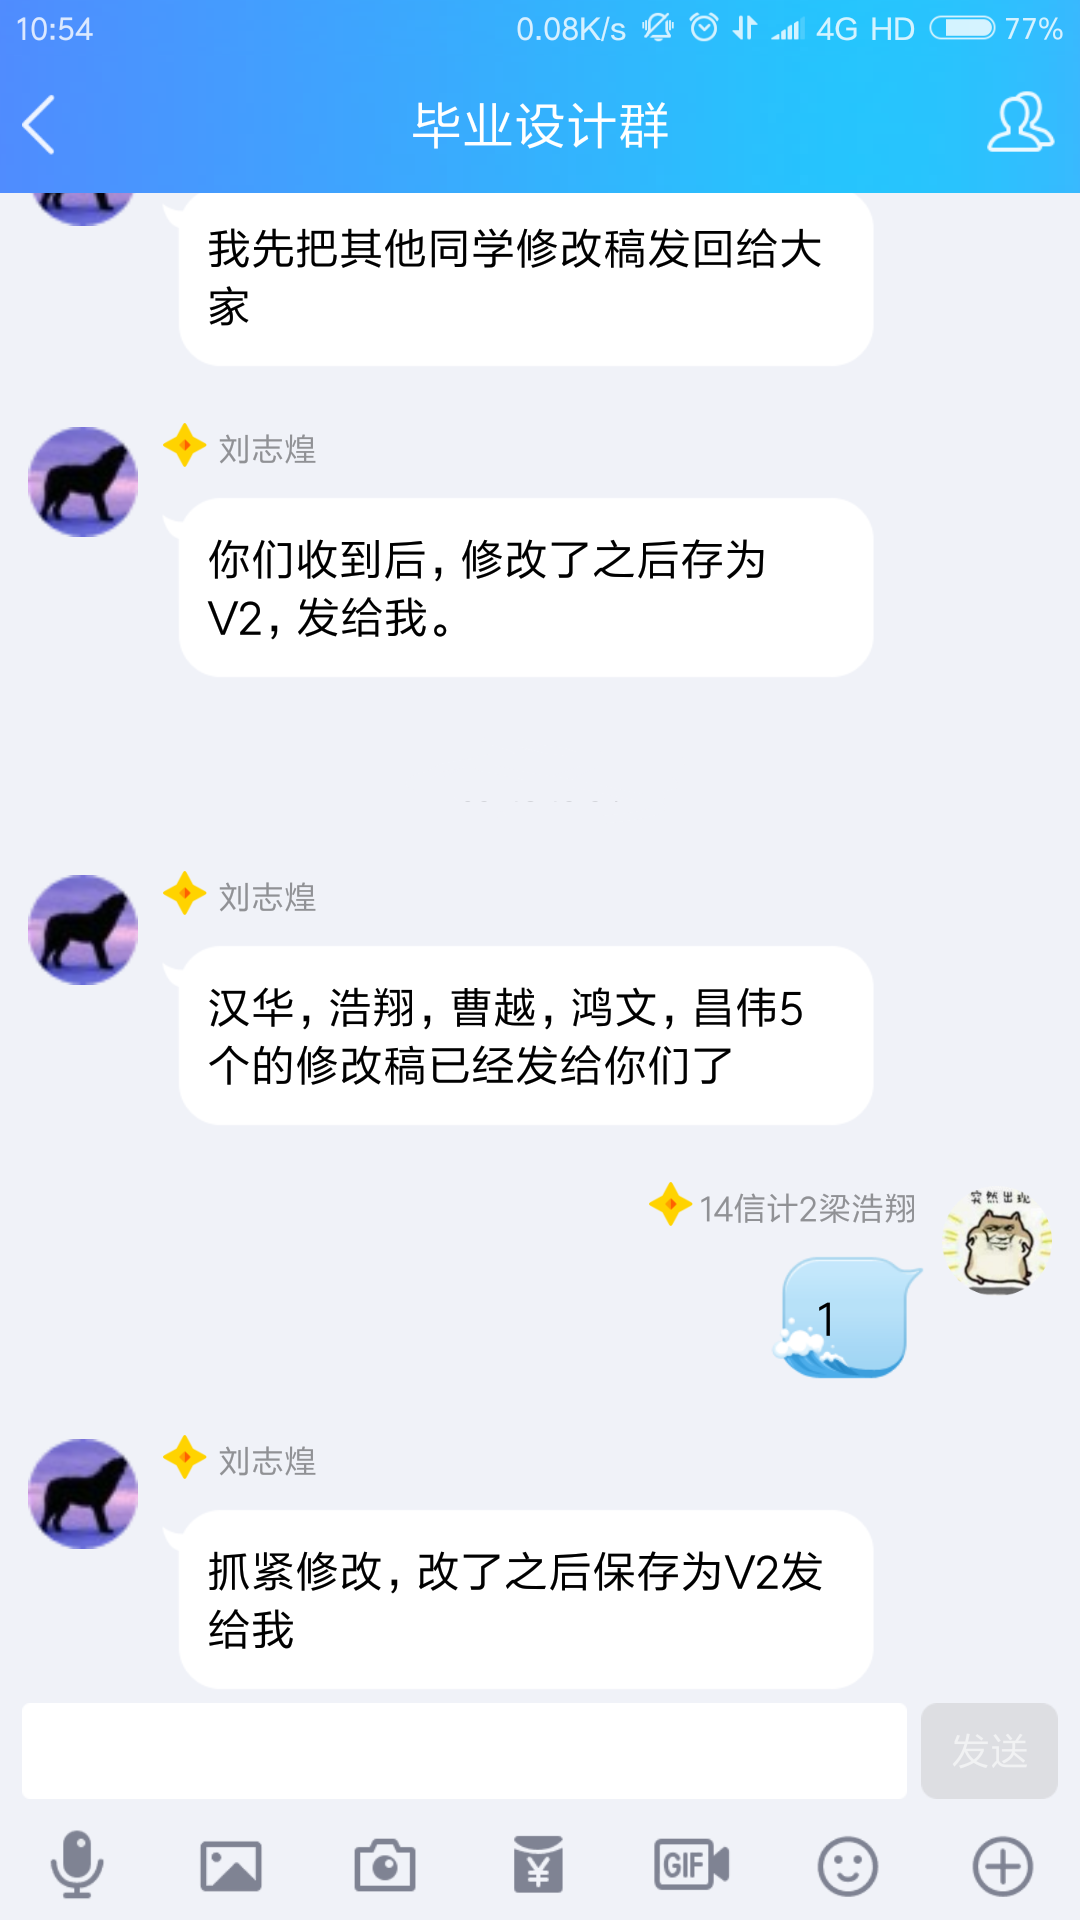 10:54
0.08K/s 4G HD 77%
毕业设计群
我先把其他同学修改稿发回给大
家
刘志煌
你们收到后,修改了之后存为
V2,发给我。
刘志煌
汉华,浩翔,曹越,鸿文,昌伟5
个的修改稿已经发给你们了
14信计2梁浩翔
突然出现
1
刘志煌
抓紧修改,改了之后保存为V2发
给我
发送
¥
GIF